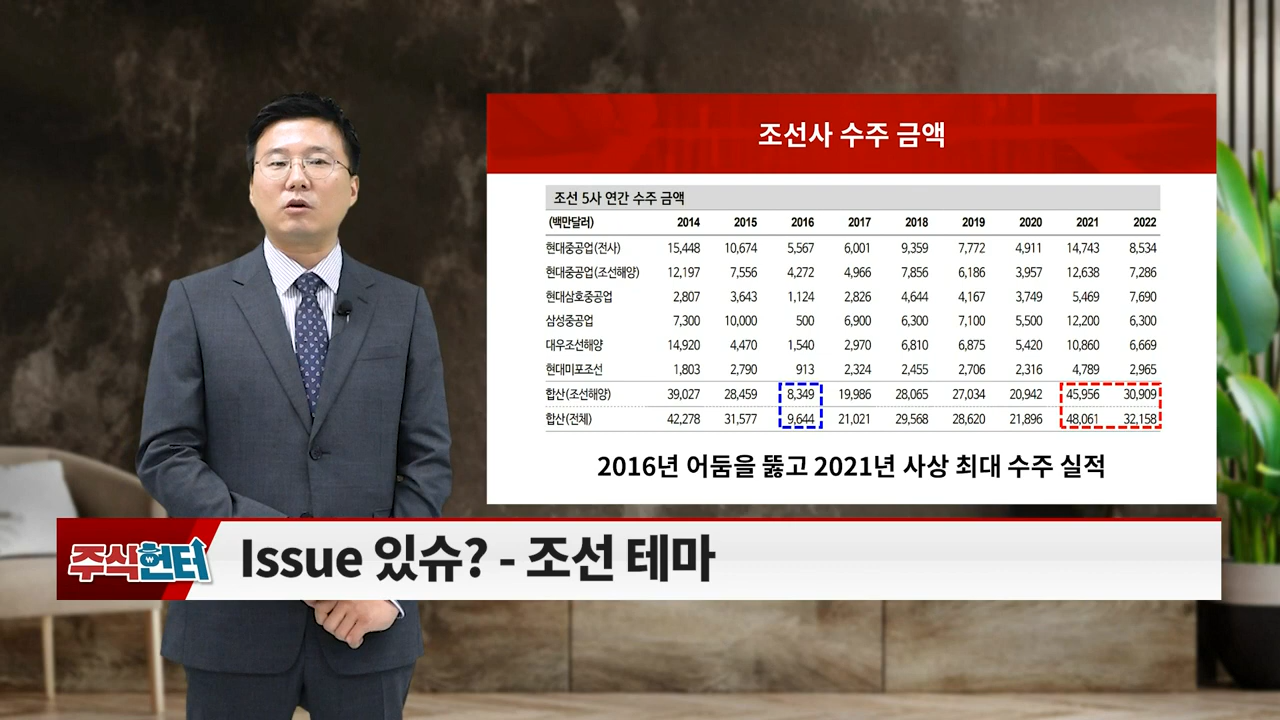 조선사 수주 금액
조선 5사 연간 수주 금액
(백만달러) 2014 2015 2016 2017 2018 2019 2020 2021 2022
현대중공업(전사) 15,448 10,674 5,567 6,001 9,359 7,772 4,911 14,743 8,534
현대중공업(조선해양) 12,197 7,556 4,272 4,966 7,856 6,186 3,957 12,638 7,286
현대삼호중공업 2,807 3,643 1,124 2,826 4,644 4,167 3,749 5,469 7,690
삼성중공업 7,300 10,000 500 6,900 6,300 7,100 5,500 12,200 6,300
대우조선해양 14,920 4,470 1,540 2,970 6,810 6,875 5,420 10,860 6,669
현대미포조선 1,803 2,790 913 2,324 2,455 2,706 2,316 4,789 2,965
합산(조선해양) 39,027 28,459 8,349 19,986 28,065 27,034 20,942 45,956 30,909
합산(전체) 42,278 31,577 9,644 21,021 29,568 28,620 21,896 48,061 32,158
2016년 어둠을 뚫고 2021년 사상 최대 수주 실적
주식헌터
Issue 있슈? - 조선 테마